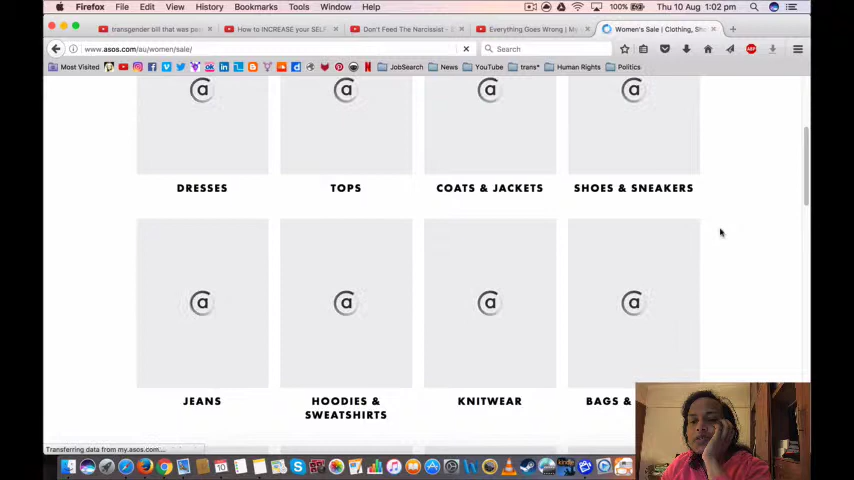 Firefox File Edit View History Bookmarks Tools Window Help 100% Thu 10 Aug 1:02 pm
transgender bill that was pa How to INCREASE your SELF Don't Feed The Narcissist - Everything Goes Wrong | My Women's Sale | Clothing, Sho
www.asos.com/au/women/sale/ Search
Most Visited JobSearch News YouTube trans* Human Rights Politics
DRESSES TOPS COATS & JACKETS SHOES & SNEAKERS
JEANS HOODIES & KNITWEAR BAGS &
SWEATSHIRTS
Transferring data from my.asos.com...